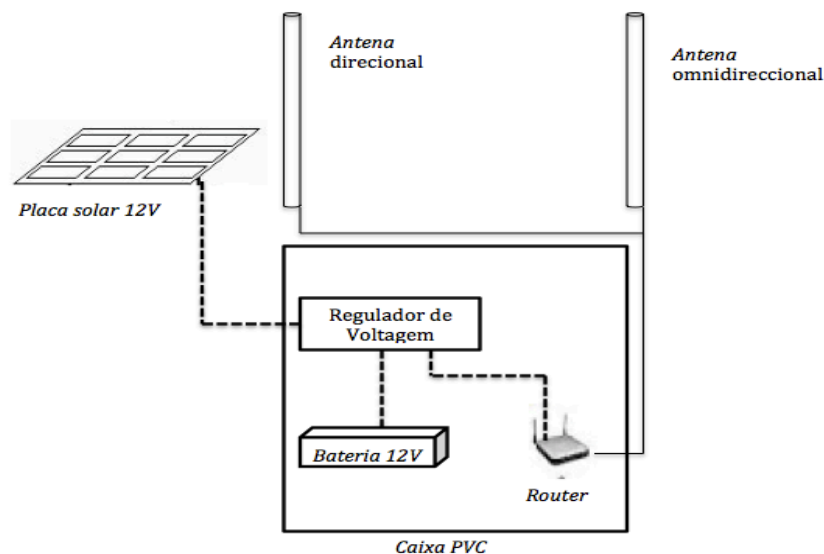 Antena
direcional
Antena
omnidireccional
Placa solar 12V
Regulador de
Voltagem
Bateria 12V
Router
Caixa PVC